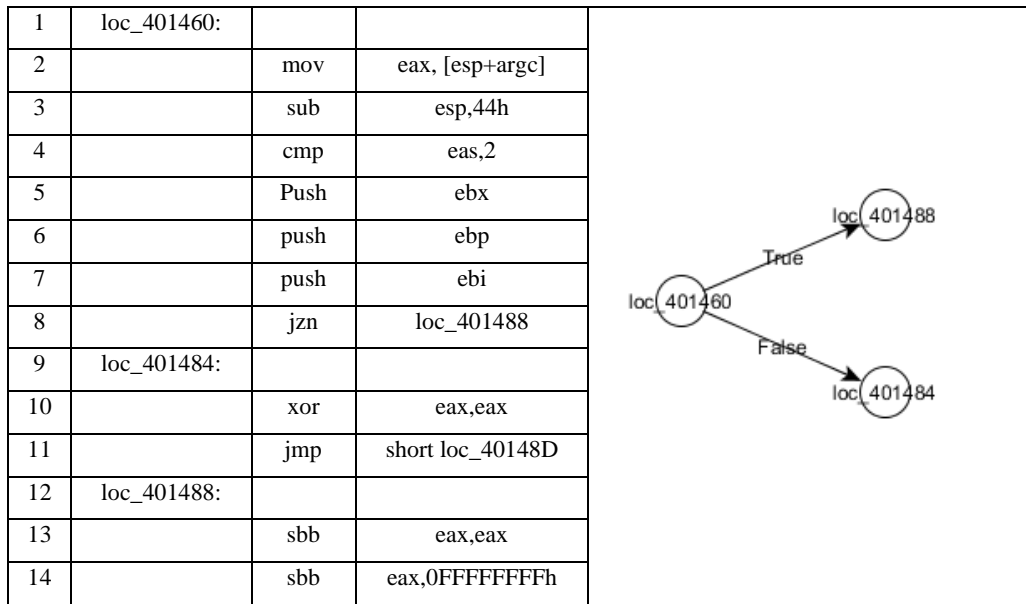 1 loc_401460:
2 mov eax, [esp+argc]
3 sub esp,44h
4 cmp eas,2
5 Push ebx
6 push ebp
7 push ebi
8 jzn loc_401488
9 loc_401484:
10 xor eax,eax
11 jmp short loc_40148D
12 loc_401488:
13 sbb eax,eax
14 sbb eax,0FFFFFFFFh
loc_401488
True
loc_401460
False
loc_401484